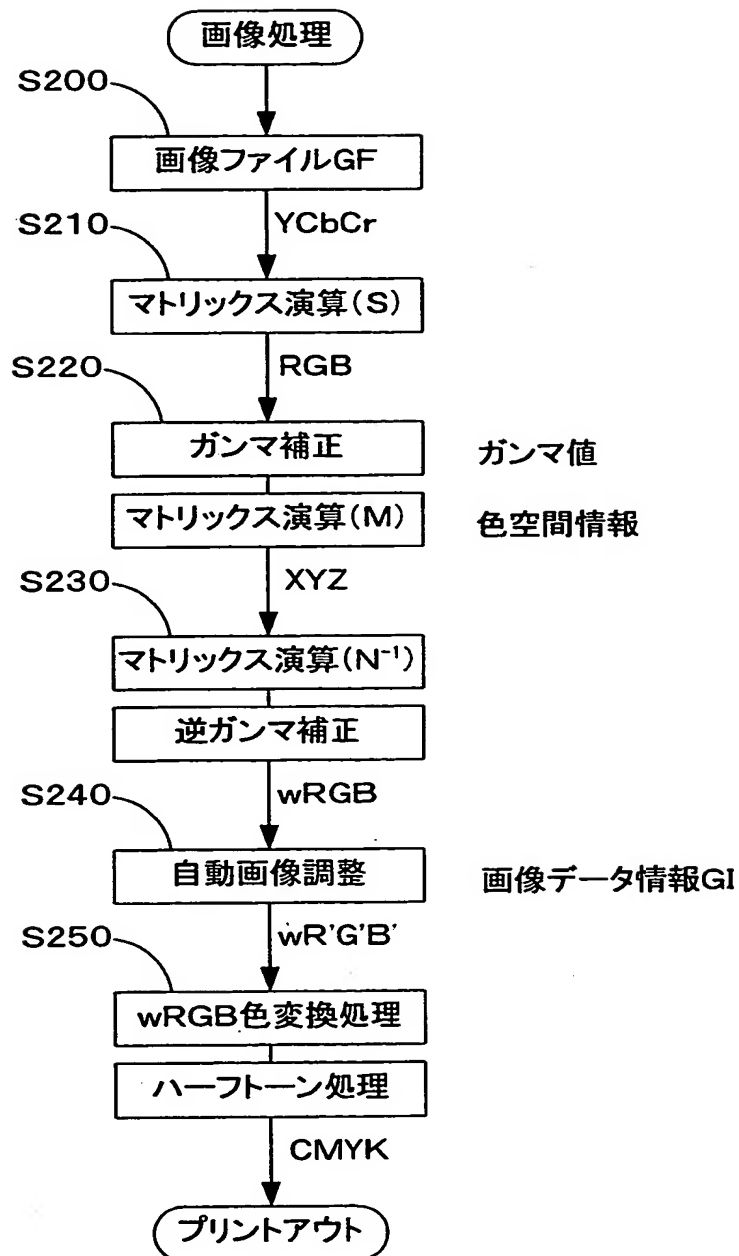 画像処理
S200
画像ファイルGF
S210
YCbCr
マトリックス演算(S)
S220
RGB
ガンマ補正
ガンマ値
マトリックス演算(M)
色空間情報
S230
XYZ
マトリックス演算(N⁻¹)
逆ガンマ補正
S240
wRGB
自動画像調整
画像データ情報GI
S250
wR'G'B'
wRGB色変換処理
ハーフトーン処理
CMYK
プリントアウト